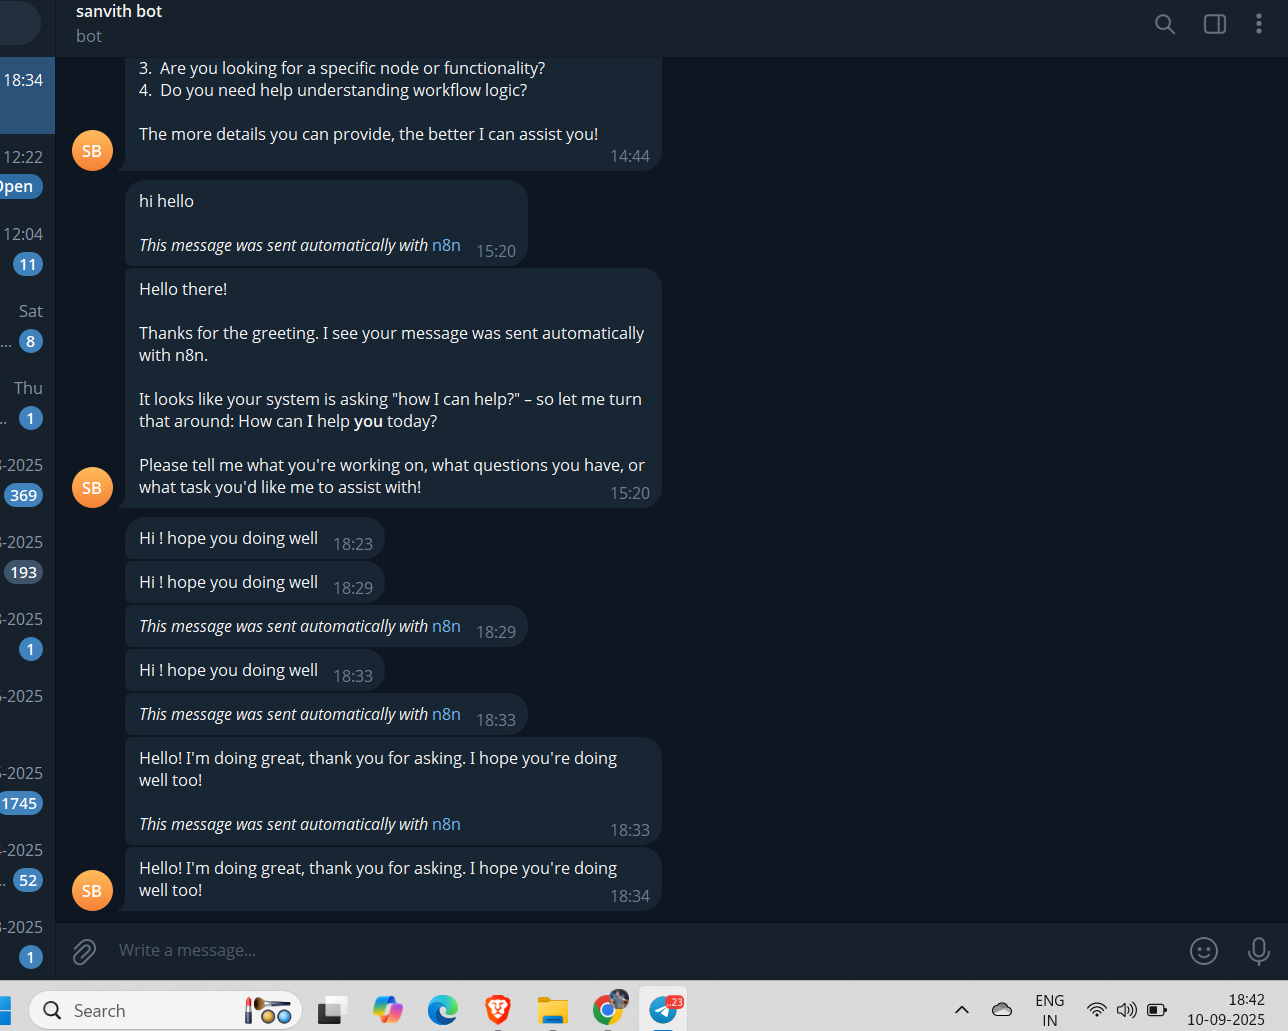 sanvith bot
bot
18:34
12:22
Open
12:04
11
Sat
... 8
Thu
1
-2025
369
-2025
193
-2025
1
-2025
-2025
1745
-2025
52
-2025
1
3. Are you looking for a specific node or functionality?
4. Do you need help understanding workflow logic?
The more details you can provide, the better I can assist you!
14:44
SB
hi hello
This message was sent automatically with n8n 15:20
Hello there!
Thanks for the greeting. I see your message was sent automatically
with n8n.
It looks like your system is asking "how I can help?" – so let me turn
that around: How can I help you today?
Please tell me what you're working on, what questions you have, or
what task you'd like me to assist with!
15:20
SB
Hi ! hope you doing well 18:23
Hi ! hope you doing well 18:29
This message was sent automatically with n8n 18:29
Hi ! hope you doing well 18:33
This message was sent automatically with n8n 18:33
Hello! I'm doing great, thank you for asking. I hope you're doing
well too!
This message was sent automatically with n8n
18:33
Hello! I'm doing great, thank you for asking. I hope you're doing
well too!
18:34
SB
Write a message...
Search
..23
ENG
IN
18:42
10-09-2025